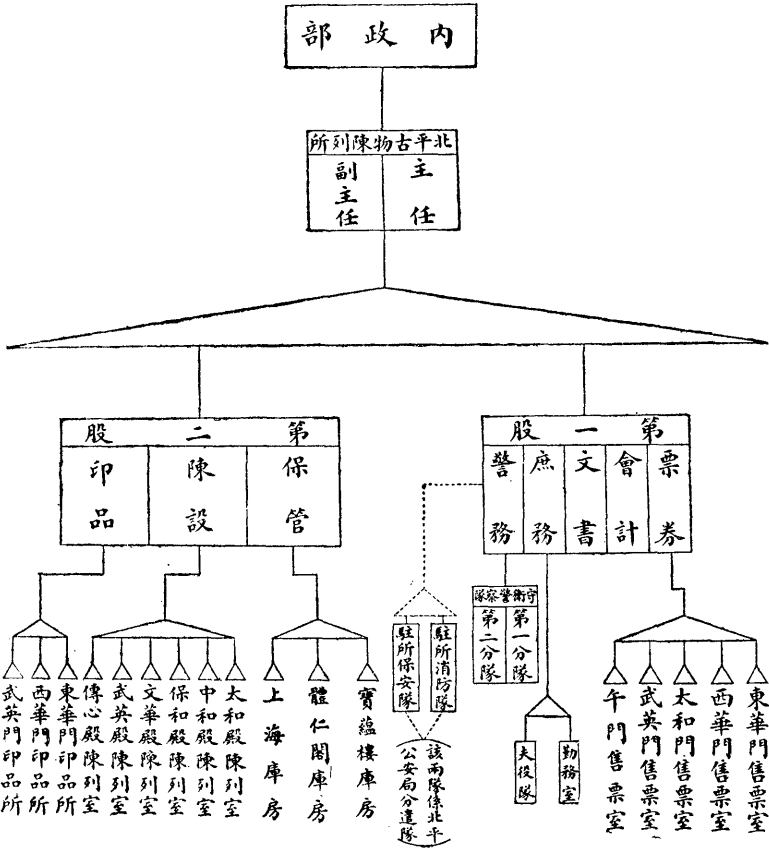 內政部
北平古物陳列所
主任
副主任
第一股
票券
會計
文書
庶務
警務
第二股
保管
陳設
印品
守衛警察隊
第一分隊
第二分隊
駐所消防隊
駐所保安隊
該兩隊係北平
公安局分遣隊
勤務室
夫役隊
東華門售票室
西華門售票室
太和門售票室
武英門售票室
午門售票室
寶蘊樓庫房
體仁閣庫房
上海庫房
太和殿陳列室
中和殿陳列室
保和殿陳列室
文華殿陳列室
武英殿陳列室
傳心殿陳列室
東華門印品所
西華門印品所
武英門印品所